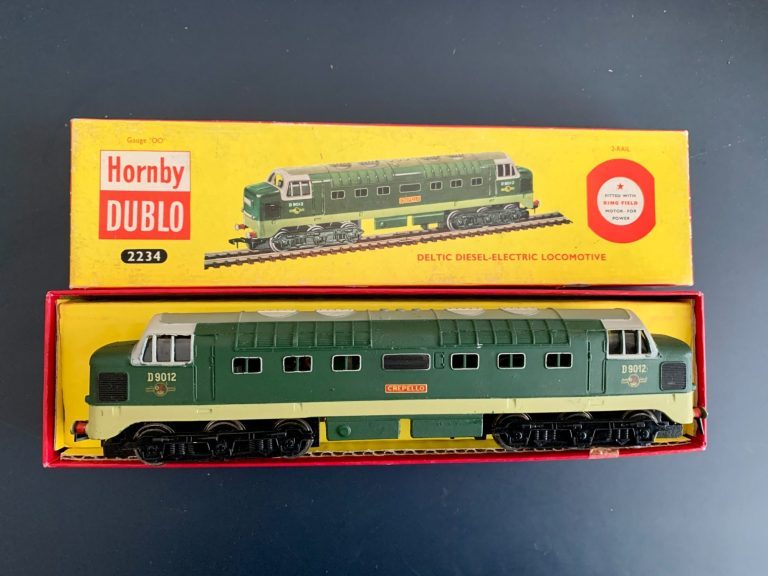 Gauge "OO"
Hornby
DUBLO
2234
D9012
2-RAIL
★
FITTED WITH
RING FIELD
MOTOR · FOR
POWER
DELTIC DIESEL-ELECTRIC LOCOMOTIVE
D9012
CREPELLO
D9012